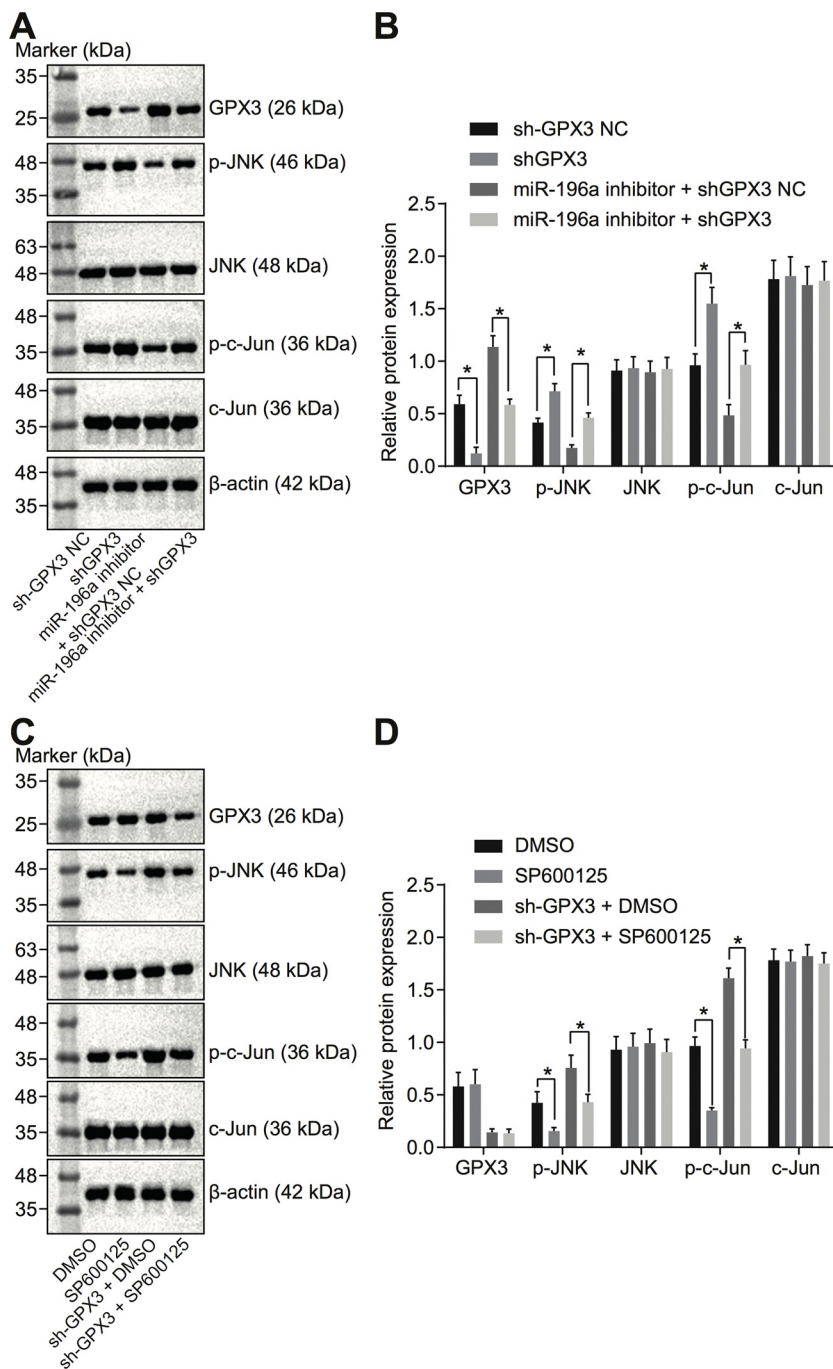 A
Marker (kDa)
35
25
GPX3 (26 kDa)
48
35
p-JNK (46 kDa)
63
48
JNK (48 kDa)
48
35
p-c-Jun (36 kDa)
48
35
c-Jun (36 kDa)
48
35
β-actin (42 kDa)
sh-GPX3 NC
shGPX3
miR-196a inhibitor
+ shGPX3 NC
miR-196a inhibitor + shGPX3
B
sh-GPX3 NC
shGPX3
miR-196a inhibitor + shGPX3 NC
miR-196a inhibitor + shGPX3
Relative protein expression
2.5
2.0
1.5
1.0
0.5
0.0
* * * * * *
GPX3 p-JNK JNK p-c-Jun c-Jun
C
Marker (kDa)
35
25
GPX3 (26 kDa)
48
35
p-JNK (46 kDa)
63
48
JNK (48 kDa)
48
35
p-c-Jun (36 kDa)
48
35
c-Jun (36 kDa)
48
35
β-actin (42 kDa)
DMSO
SP600125
sh-GPX3 + DMSO
sh-GPX3 + SP600125
D
DMSO
SP600125
sh-GPX3 + DMSO
sh-GPX3 + SP600125
Relative protein expression
2.5
2.0
1.5
1.0
0.5
0.0
* * * *
GPX3 p-JNK JNK p-c-Jun c-Jun